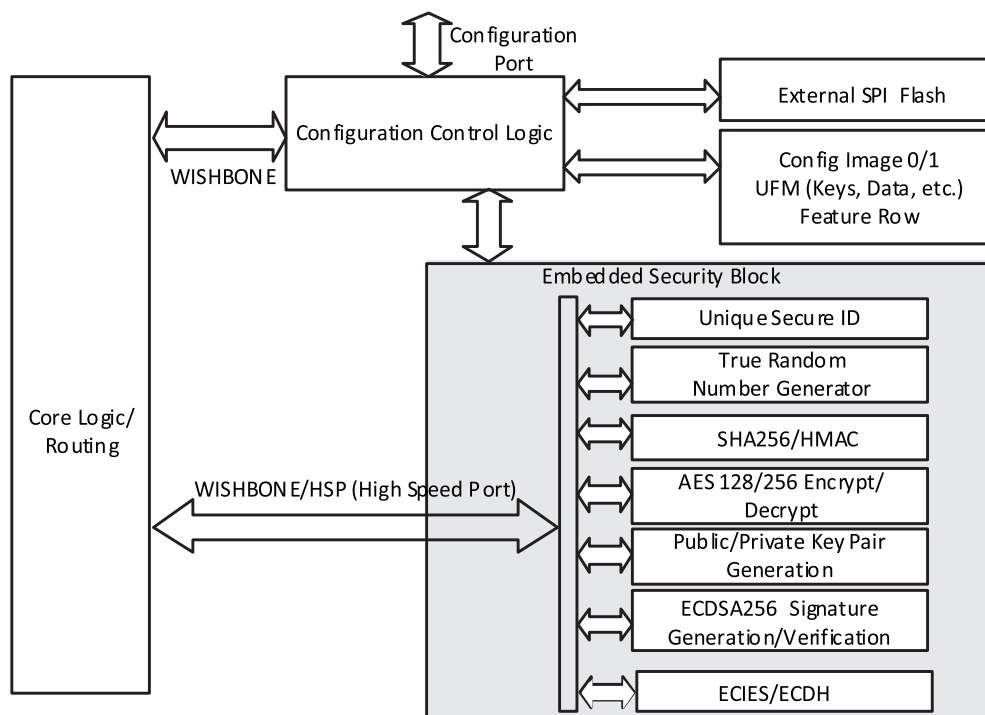 Configuration
Port
External SPI Flash
Configuration Control Logic
WISHBONE
Config Image 0/1
UFM (Keys, Data, etc.)
Feature Row
Embedded Security Block
Unique Secure ID
True Random
Number Generator
Core Logic/
Routing
SHA256/HMAC
WISHBONE/HSP (High Speed Port)
AES 128/256 Encrypt/
Decrypt
Public/Private Key Pair
Generation
ECDSA256 Signature
Generation/Verification
ECIES/ECDH